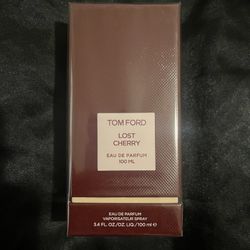 TOM FORD
LOST
CHERRY
EAU DE PARFUM
100 ML
EAU DE PARFUM
VAPORISATEUR SPRAY
3.4 FL.OZ./OZ. LIQ./100 ml ℮